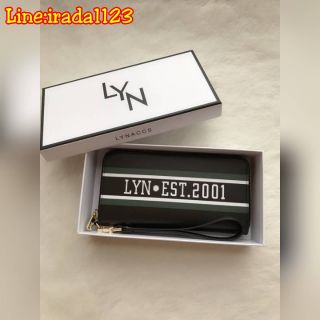 Line:irada1123
LYN
LYNACCS
LYN•EST.2001